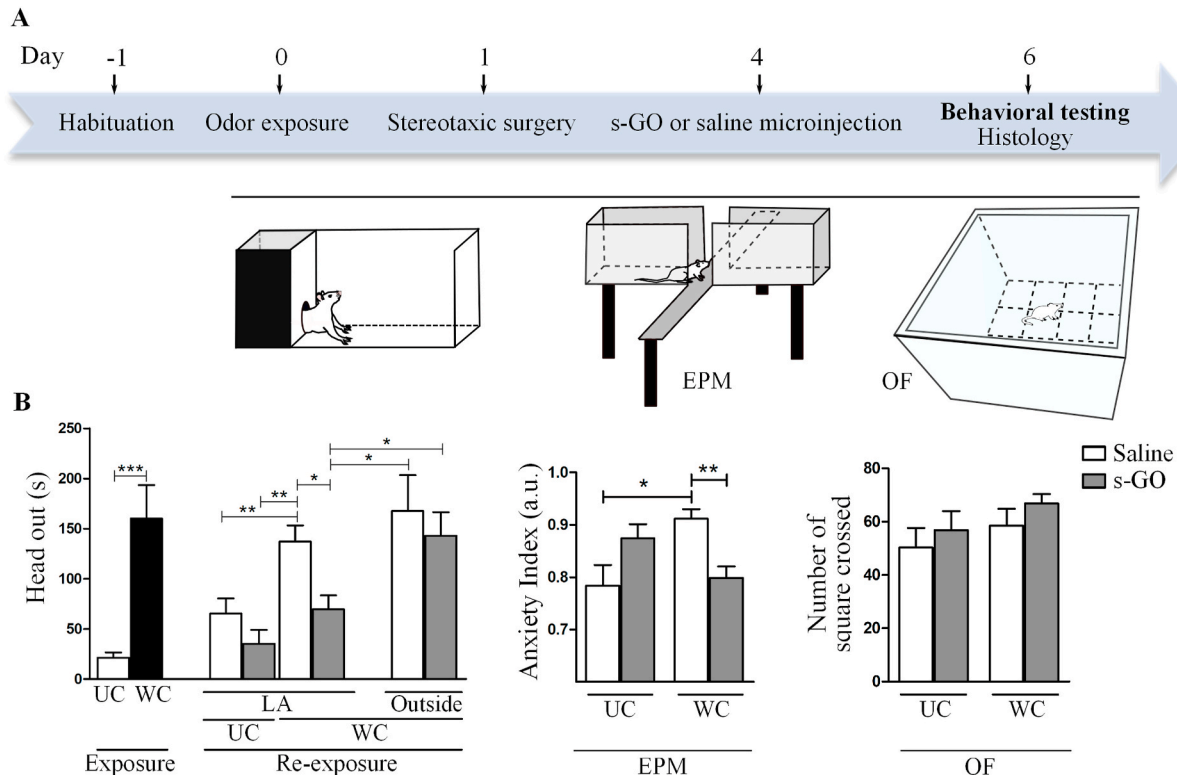 A
Day -1 0 1 4 6
Habituation Odor exposure Stereotaxic surgery s-GO or saline microinjection Behavioral testing
Histology
EPM
OF
B
Head out (s)
250
200
150
100
50
0
***
**
**
*
*
*
UC WC
LA Outside
UC WC
Exposure Re-exposure
Anxiety Index (a.u.)
1.0
0.9
0.8
0.7
*
**
UC WC
EPM
Number of
square crossed
80
60
40
20
0
Saline
s-GO
UC WC
OF